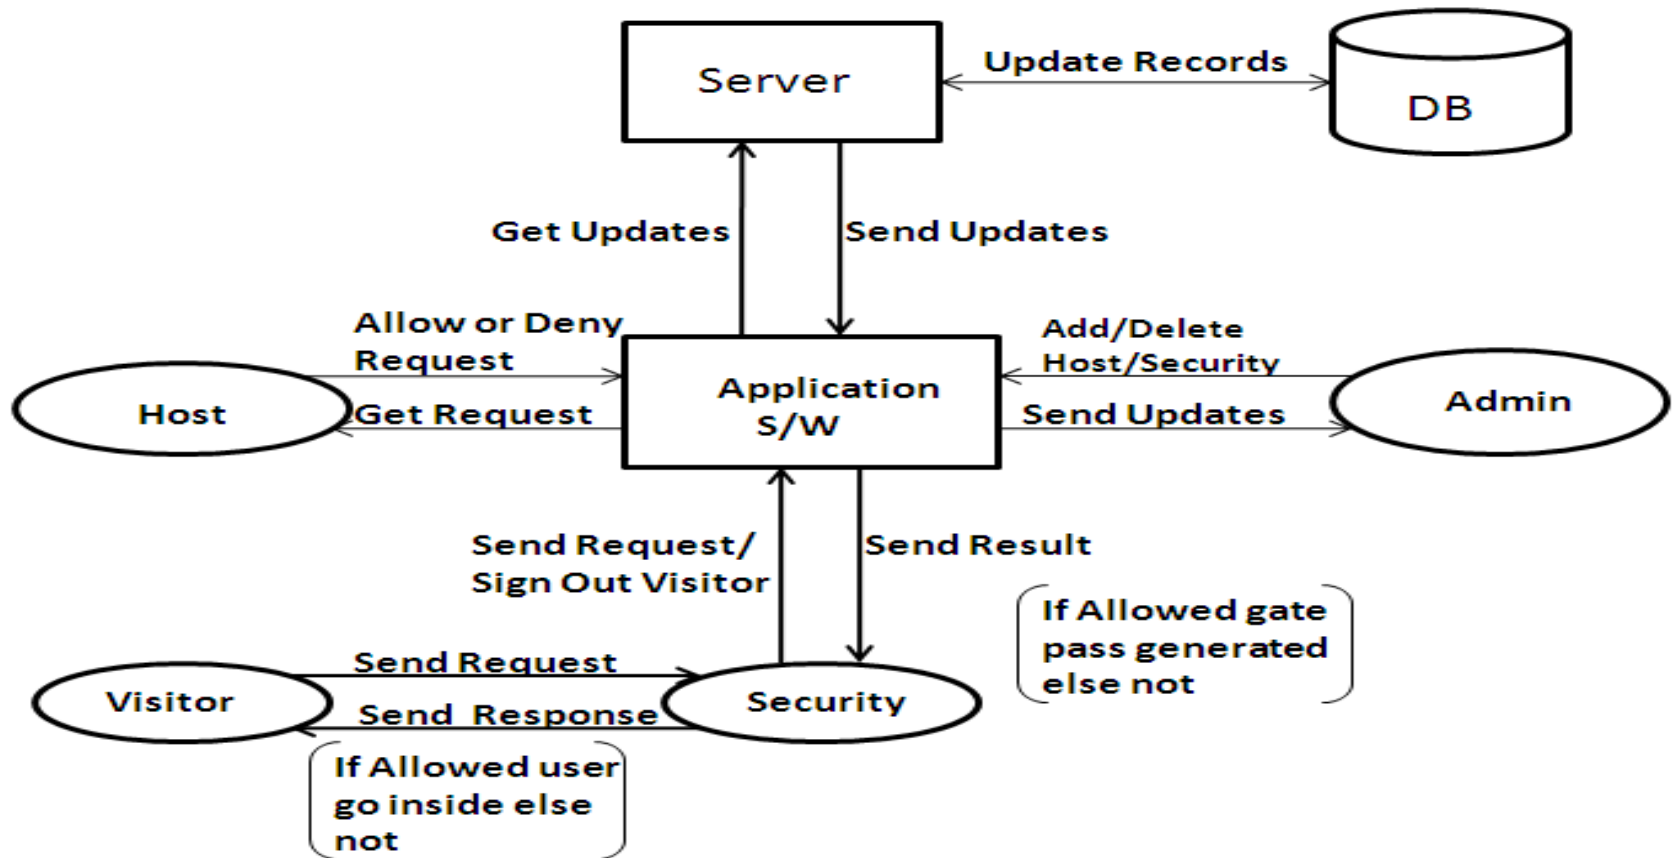 Server
Update Records
DB
Get Updates
Send Updates
Allow or Deny
Request
Add/Delete
Host/Security
Host
Get Request
Application
S/W
Send Updates
Admin
Send Request/
Sign Out Visitor
Send Result
If Allowed gate
pass generated
else not
Visitor
Send Request
Send Response
Security
If Allowed user
go inside else
not